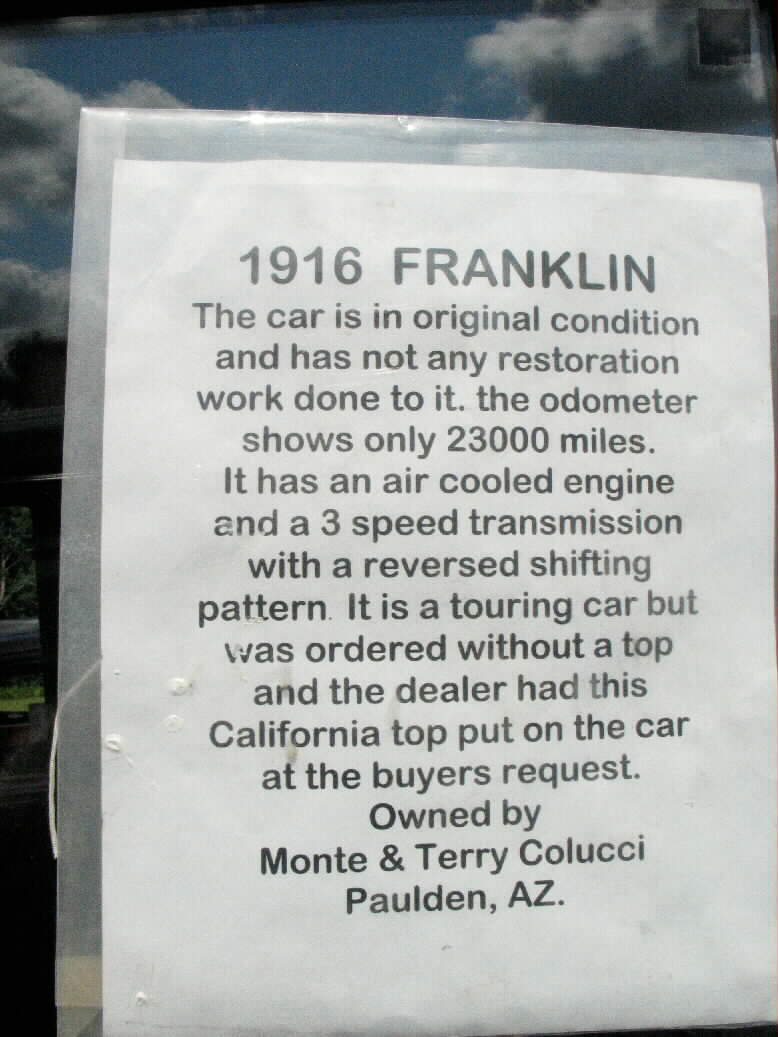 1916 FRANKLIN
The car is in original condition
and has not any restoration
work done to it. the odometer
shows only 23000 miles.
It has an air cooled engine
and a 3 speed transmission
with a reversed shifting
pattern. It is a touring car but
was ordered without a top
and the dealer had this
California top put on the car
at the buyers request.
Owned by
Monte & Terry Colucci
Paulden, AZ.